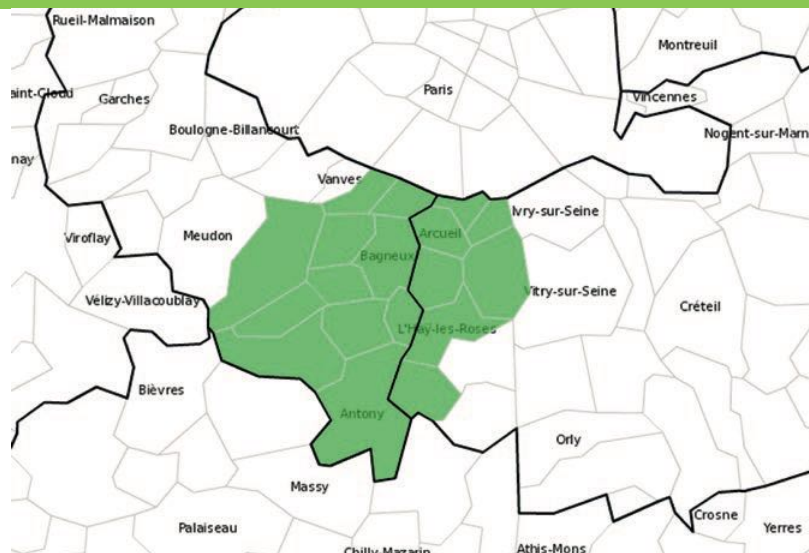 Rueil-Malmaison
Montreuil
Paris
aint-Cloud
Garches
Vincennes
Boulogne-Billancourt
Nogent-sur-Marn
nay
Vanves
Ivry-sur-Seine
Viroflay
Meudon
Arcueil
Bagneux
Vélizy-Villacoublay
Vitry-sur-Seine
Créteil
L'Haÿ-les-Roses
Bièvres
Antony
Orly
Massy
Palaiseau
Crosne
Yerres
Chilly-Mazarin
Athis-Mons